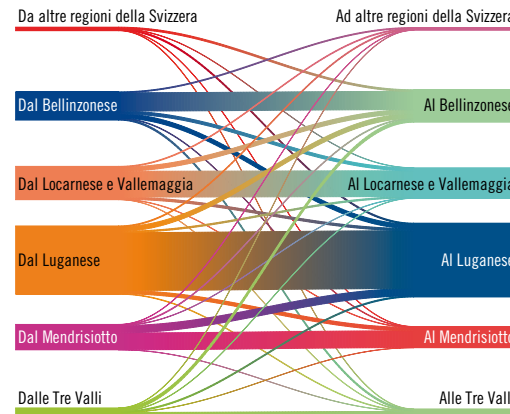 Da altre regioni della Svizzera
Ad altre regioni della Svizzera
Dal Bellinzonese
Al Bellinzonese
Dal Locarnese e Vallemaggia
Al Locarnese e Vallemaggia
Dal Luganese
Al Luganese
Dal Mendrisiotto
Al Mendrisiotto
Dalle Tre Valli
Alle Tre Valli